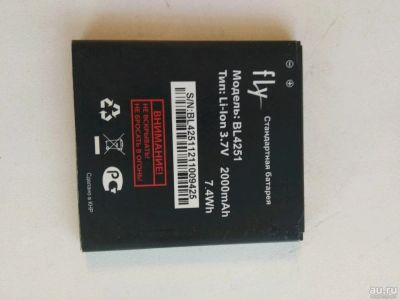 fly
Стандартная батарея
Модель: BL4251
Тип: Li-Ion 3.7V 2000mAh
7.4Wh
S/N:BL42511211009425
ВНИМАНИЕ!
НЕ ВСКРЫВАТЬ!
НЕ БРОСАТЬ В ОГОНЬ!
Сделано в КНР
au.ru